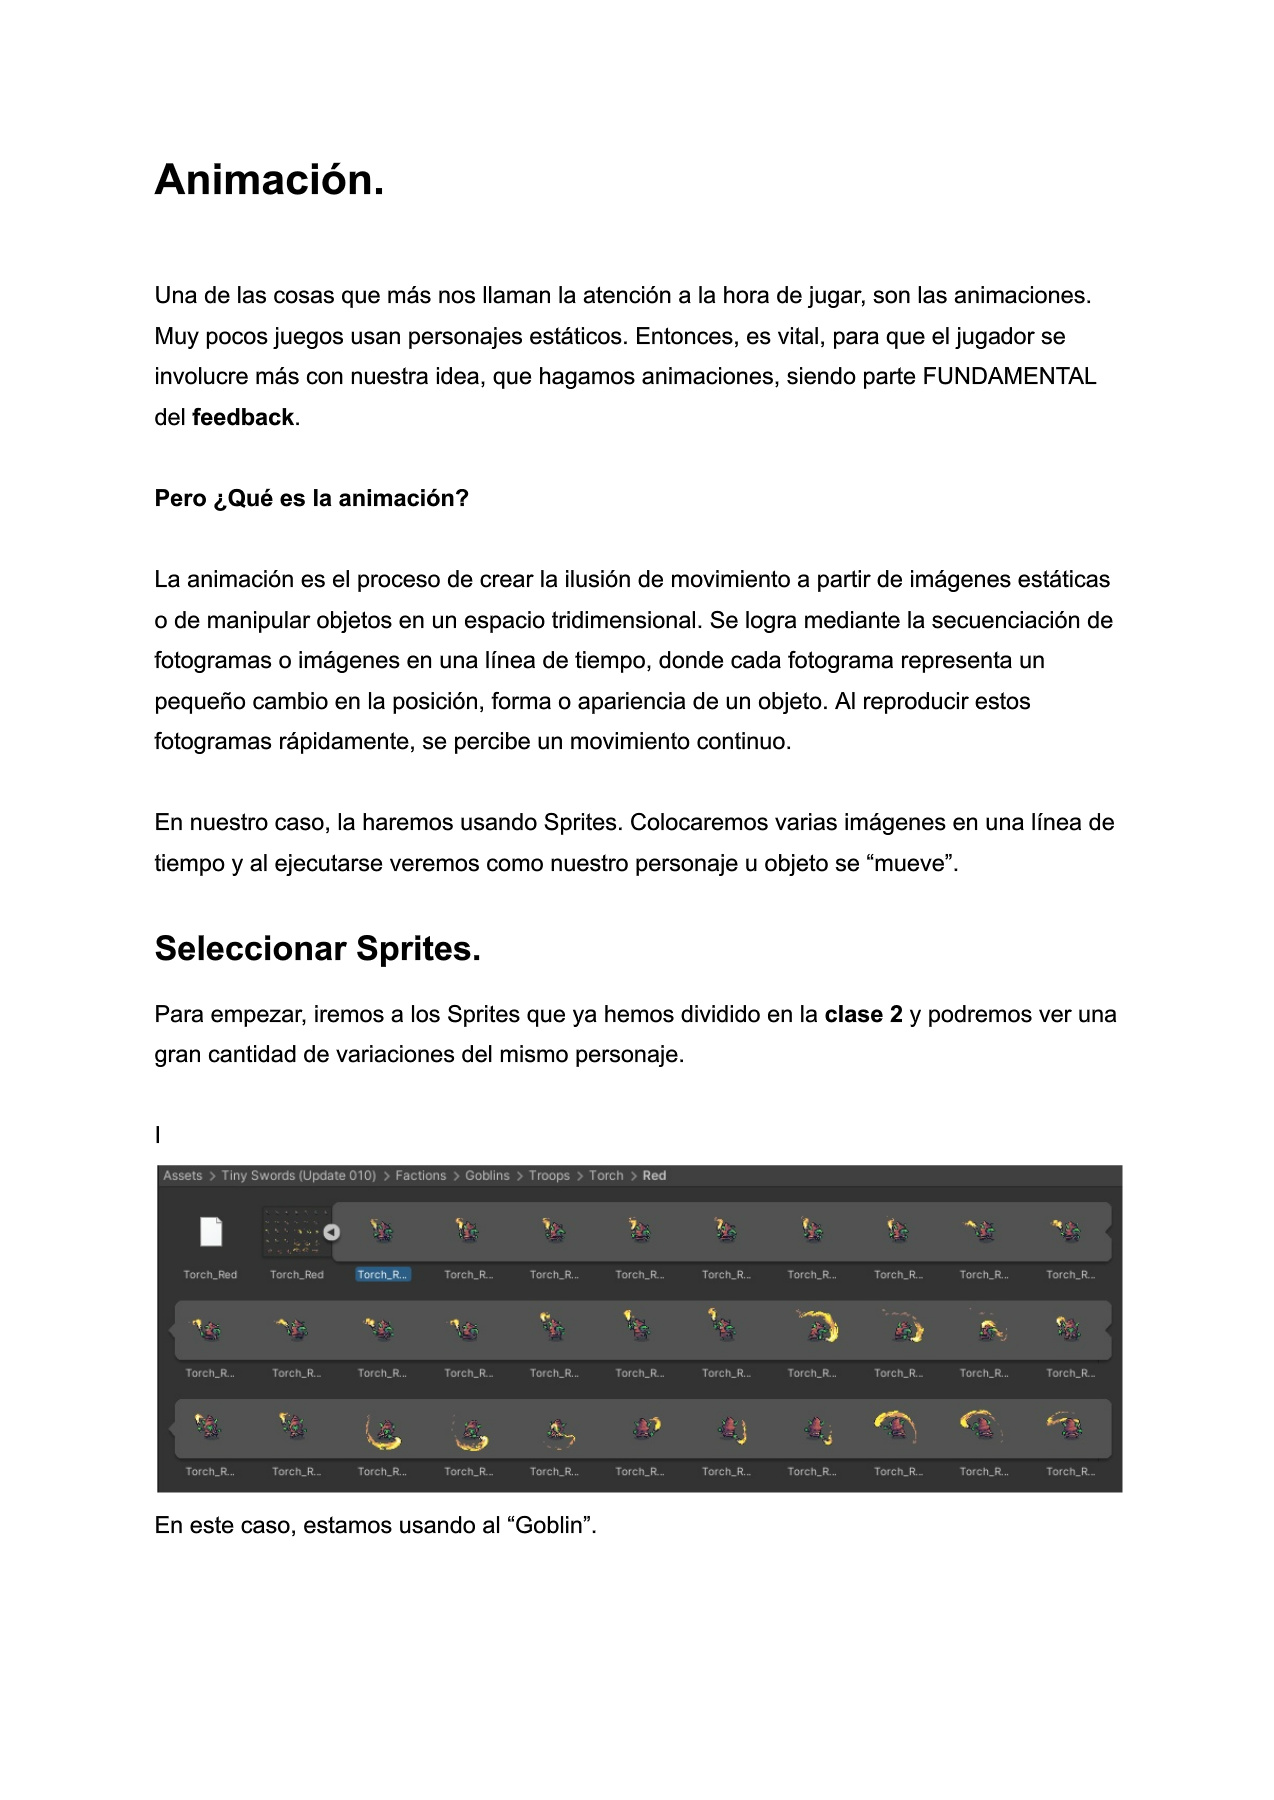 Animación.
Una de las cosas que más nos llaman la atención a la hora de jugar, son las animaciones.
Muy pocos juegos usan personajes estáticos. Entonces, es vital, para que el jugador se
involucre más con nuestra idea, que hagamos animaciones, siendo parte FUNDAMENTAL
del feedback.
Pero ¿Qué es la animación?
La animación es el proceso de crear la ilusión de movimiento a partir de imágenes estáticas
o de manipular objetos en un espacio tridimensional. Se logra mediante la secuenciación de
fotogramas o imágenes en una línea de tiempo, donde cada fotograma representa un
pequeño cambio en la posición, forma o apariencia de un objeto. Al reproducir estos
fotogramas rápidamente, se percibe un movimiento continuo.
En nuestro caso, la haremos usando Sprites. Colocaremos varias imágenes en una línea de
tiempo y al ejecutarse veremos como nuestro personaje u objeto se “mueve”.
Seleccionar Sprites.
Para empezar, iremos a los Sprites que ya hemos dividido en la clase 2 y podremos ver una
gran cantidad de variaciones del mismo personaje.
I
Assets > Tiny Swords (Update 010) > Factions > Goblins > Troops > Torch > Red
Torch_Red Torch_Red Torch_R... Torch_R... Torch_R... Torch_R... Torch_R... Torch_R... Torch_R... Torch_R... Torch_R...
Torch_R... Torch_R... Torch_R... Torch_R... Torch_R... Torch_R... Torch_R... Torch_R... Torch_R... Torch_R... Torch_R...
Torch_R... Torch_R... Torch_R... Torch_R... Torch_R... Torch_R... Torch_R... Torch_R... Torch_R... Torch_R... Torch_R...
En este caso, estamos usando al “Goblin”.